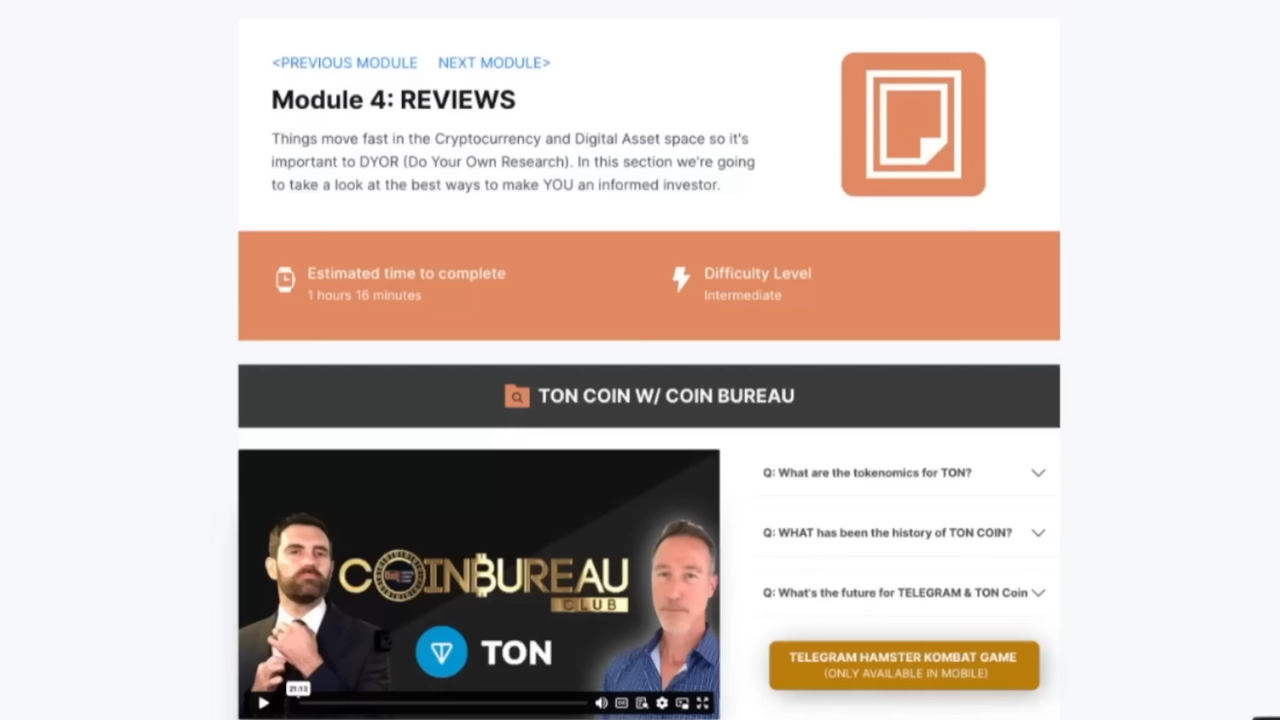 <PREVIOUS MODULE NEXT MODULE>
Module 4: REVIEWS
Things move fast in the Cryptocurrency and Digital Asset space so it's
important to DYOR (Do Your Own Research). In this section we're going
to take a look at the best ways to make YOU an informed investor.
Estimated time to complete
1 hours 16 minutes
Difficulty Level
Intermediate
TON COIN W/ COIN BUREAU
COINBUREAU
CLUB
TON
21:13
Q: What are the tokenomics for TON?
Q: WHAT has been the history of TON COIN?
Q: What's the future for TELEGRAM & TON Coin
TELEGRAM HAMSTER KOMBAT GAME
(ONLY AVAILABLE IN MOBILE)